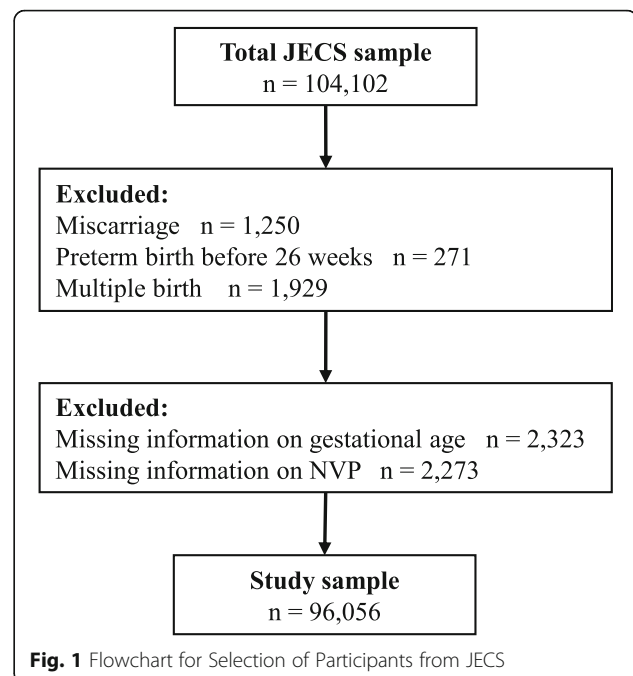 Total JECS sample
n = 104,102
Excluded:
Miscarriage n = 1,250
Preterm birth before 26 weeks n = 271
Multiple birth n = 1,929
Excluded:
Missing information on gestational age n = 2,323
Missing information on NVP n = 2,273
Study sample
n = 96,056
Fig. 1 Flowchart for Selection of Participants from JECS